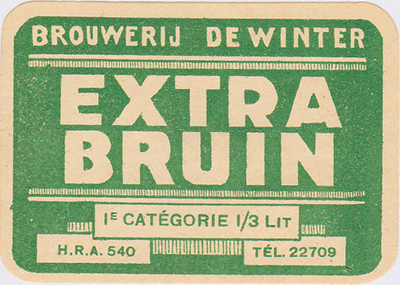 BROUWERIJ DE WINTER
EXTRA
BRUIN
1E CATÉGORIE 1/3 LIT
H.R.A. 540
TÉL. 22709